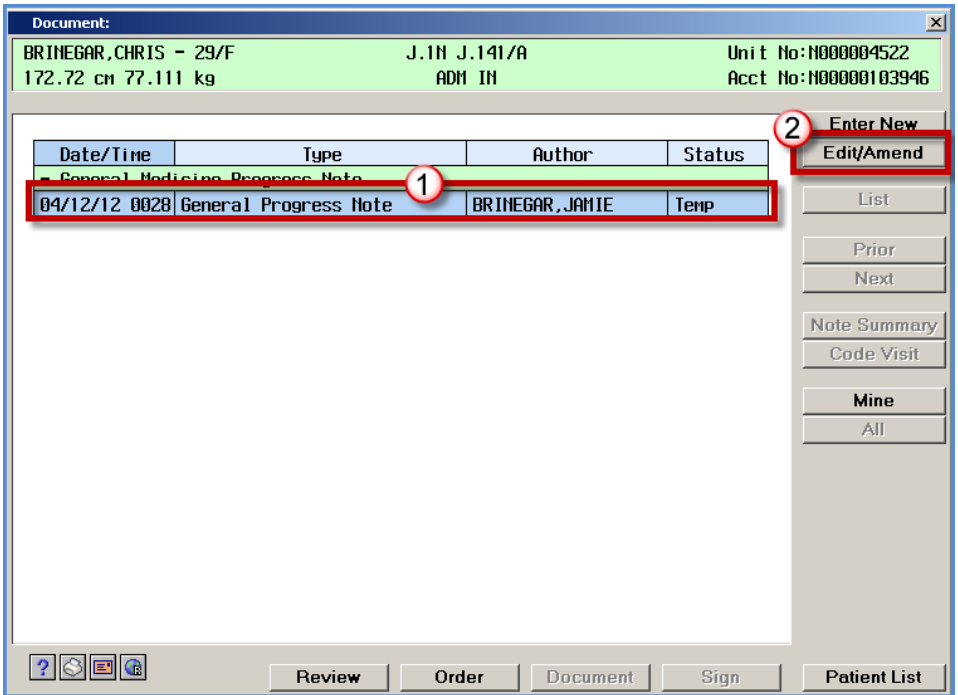 Document:
BRINEGAR,CHRIS - 29/F J.1N J.141/A Unit No:N000004522
172.72 cm 77.111 kg ADM IN Acct No:N00000103946
2 Enter New
Date/Time Type Author Status Edit/Amend
- General Medicine Progress Note
1
04/12/12 0028 General Progress Note BRINEGAR,JAMIE Temp List
Prior
Next
Note Summary
Code Visit
Mine
All
? Review Order Document Sign Patient List